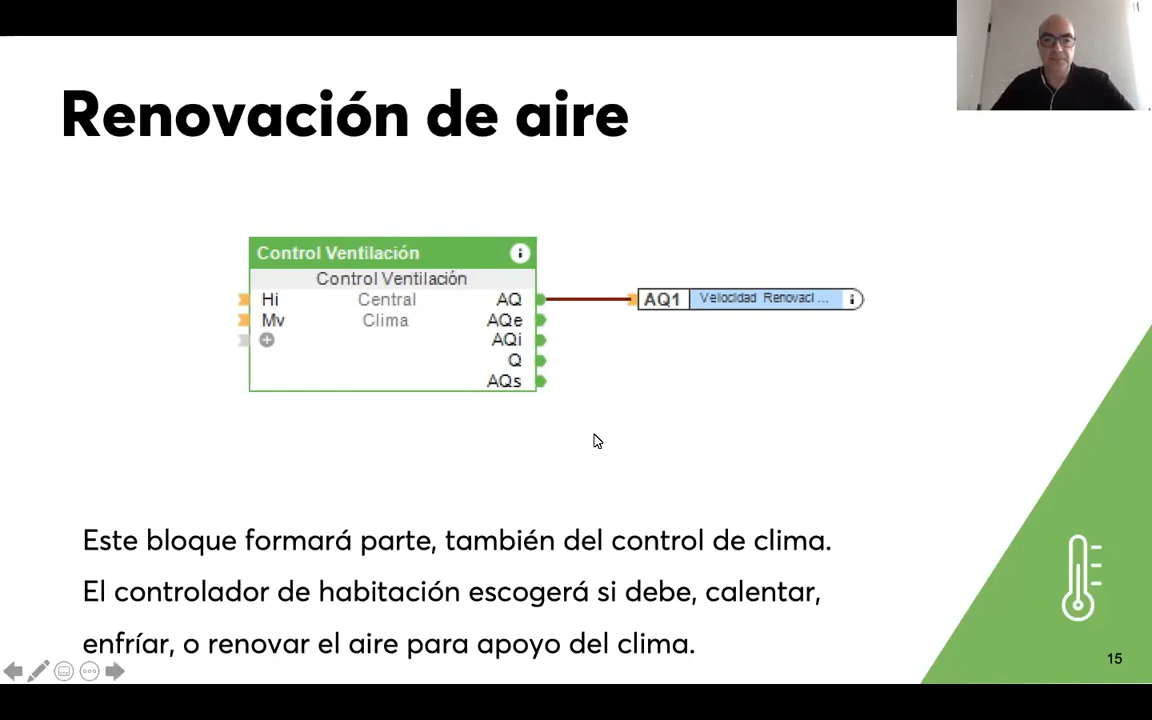 Renovación de aire
Control Ventilación
Control Ventilación
Hi Central AQ
Mv Clima AQe
AQi
Q
AQs
AQ1 Velocidad Renovaci ...
Este bloque formará parte, también del control de clima.
El controlador de habitación escogerá si debe, calentar,
enfríar, o renovar el aire para apoyo del clima.
15